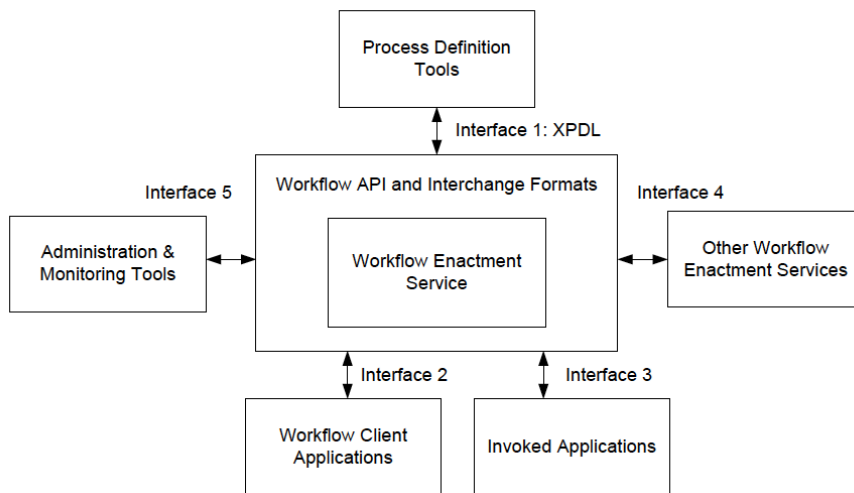 Process Definition
Tools
Interface 1: XPDL
Workflow API and Interchange Formats
Interface 5
Interface 4
Administration &
Monitoring Tools
Workflow Enactment
Service
Other Workflow
Enactment Services
Interface 2
Interface 3
Workflow Client
Applications
Invoked Applications